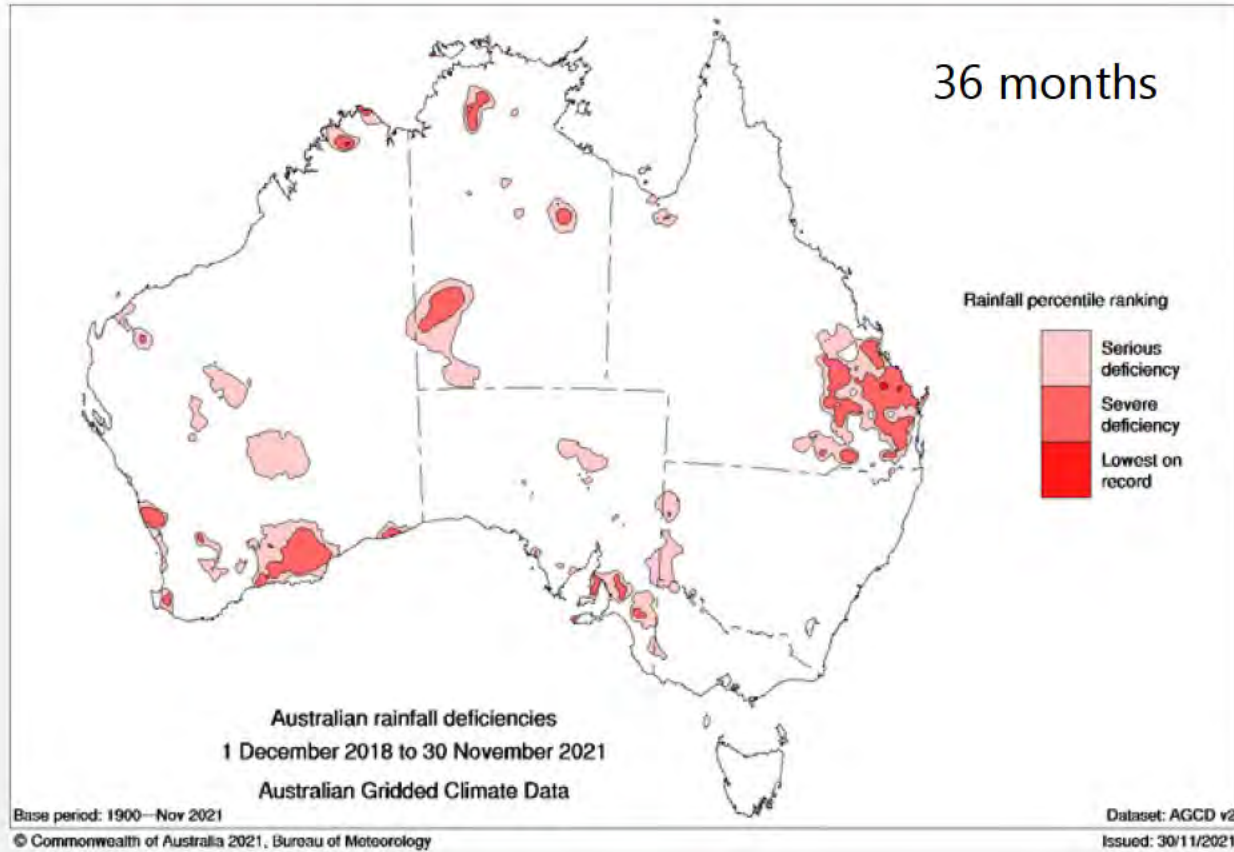 36 months
Rainfall percentile ranking
Serious
deficiency
Severe
deficiency
Lowest on
record
Australian rainfall deficiencies
1 December 2018 to 30 November 2021
Australian Gridded Climate Data
Base period: 1900—Nov 2021
Dataset: AGCD v2
© Commonwealth of Australia 2021, Bureau of Meteorology
Issued: 30/11/2021